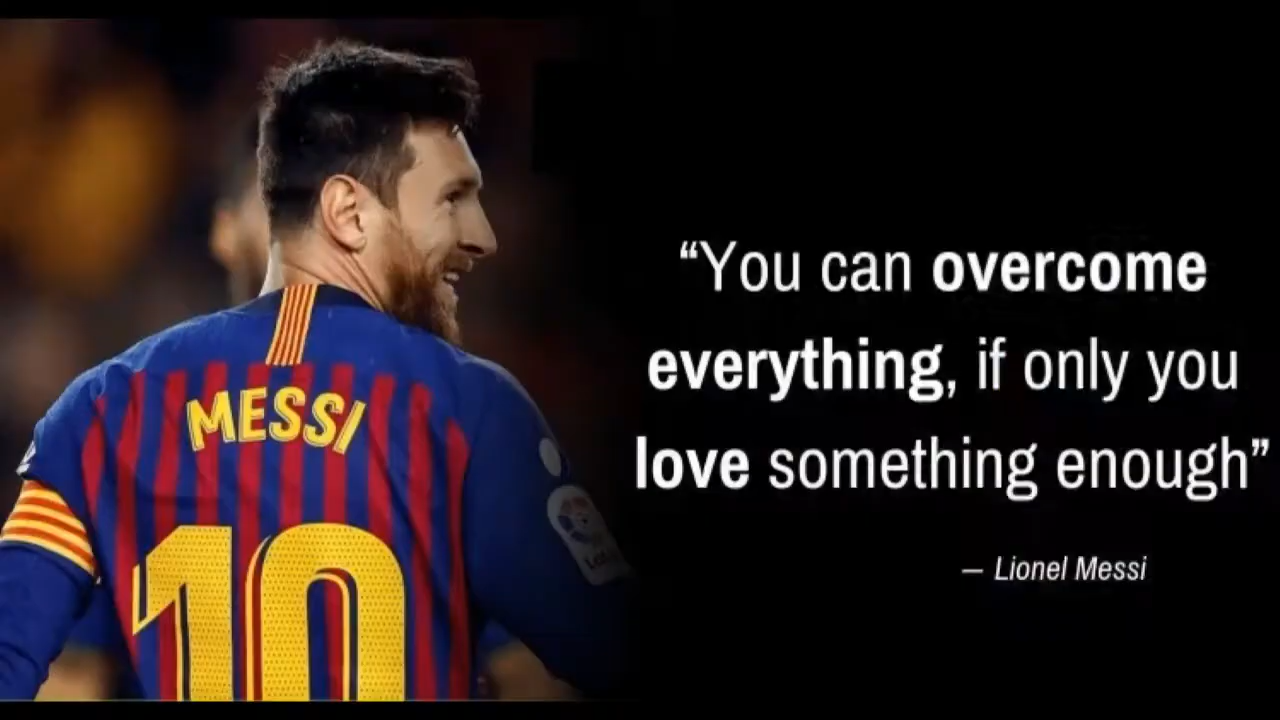 MESSI
10
“You can overcome
everything, if only you
love something enough”
— Lionel Messi